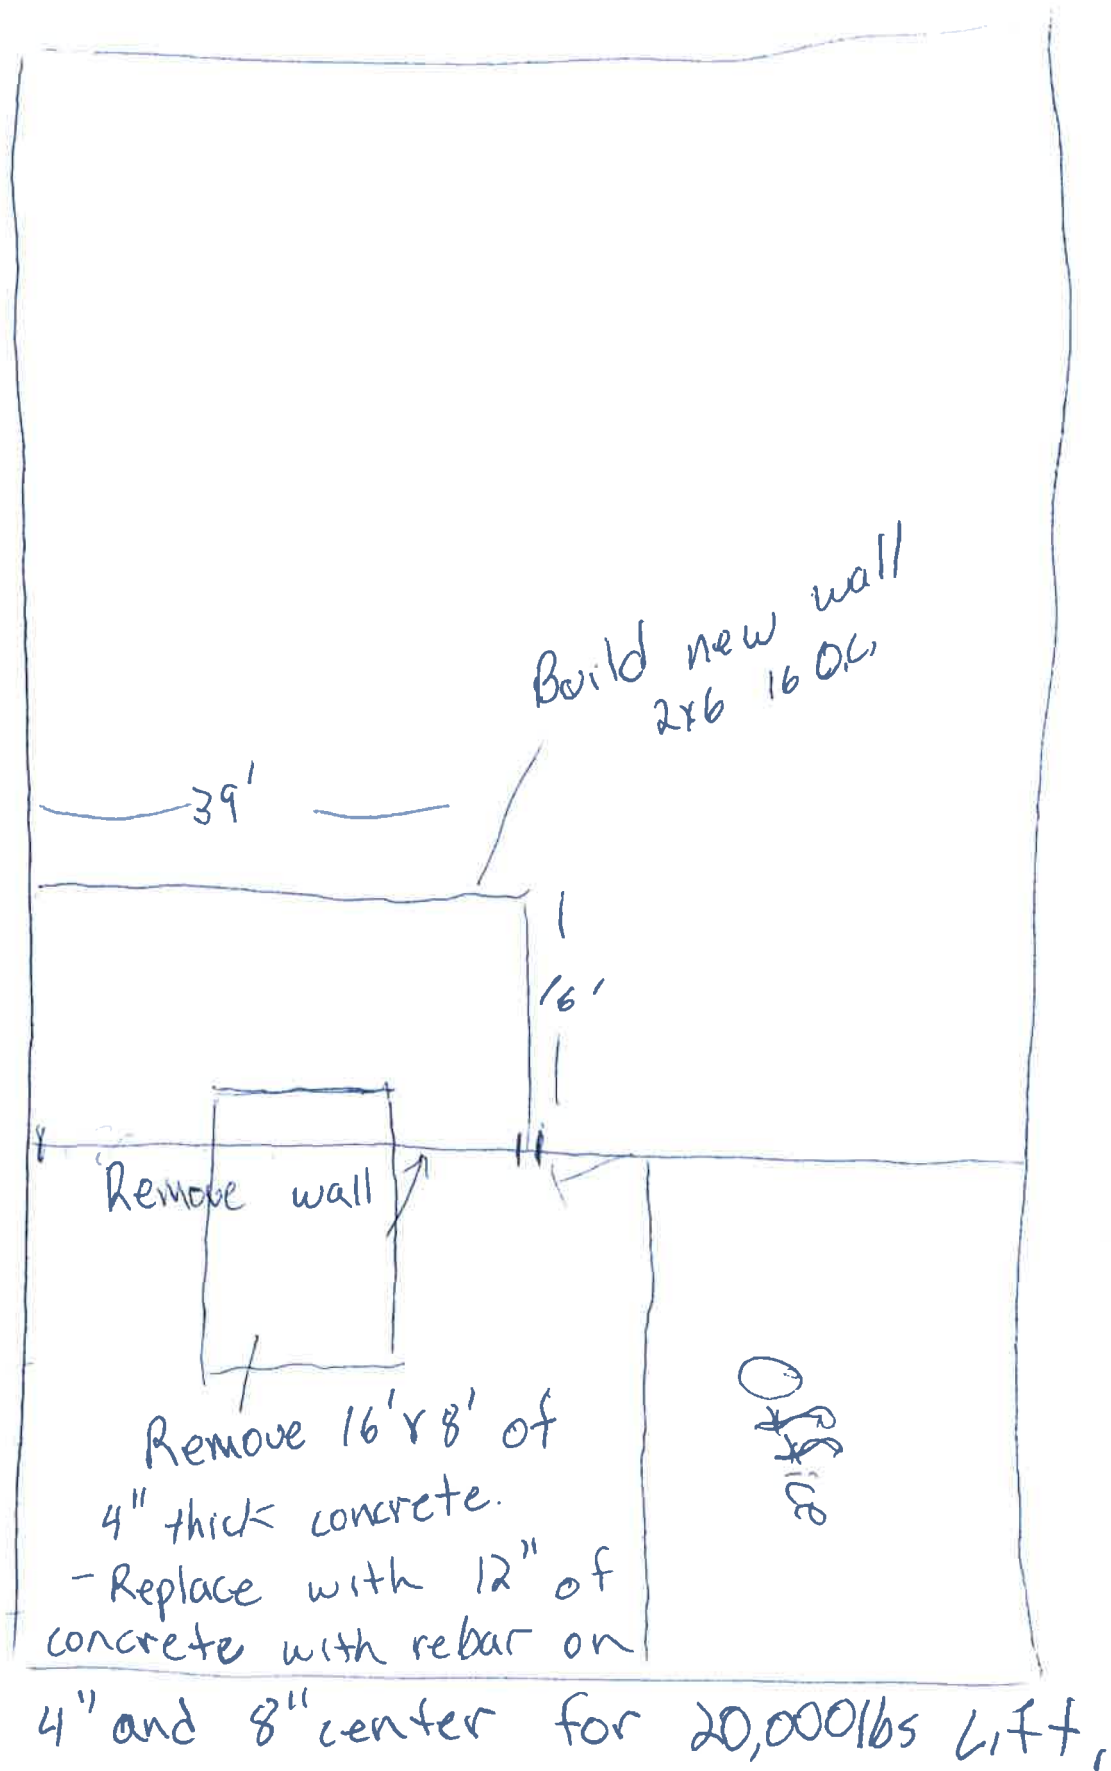 Build new wall
2x6 16 O.C.
39'
16'
Remove wall
Office
Remove 16' x 8' of
4" thick concrete.
- Replace with 12" of
concrete with rebar on
4" and 8" center for 20,000lbs Lift.